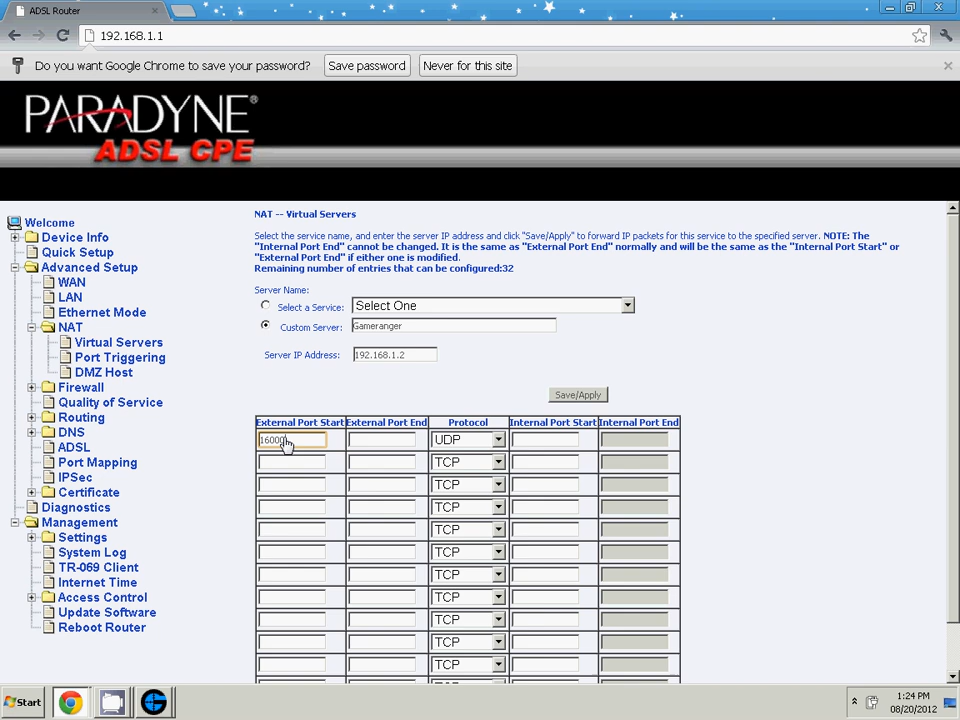 ADSL Router
192.168.1.1
Do you want Google Chrome to save your password?
Save password
Never for this site
PARADYNE®
ADSL CPE
Welcome
Device Info
Quick Setup
Advanced Setup
WAN
LAN
Ethernet Mode
NAT
Virtual Servers
Port Triggering
DMZ Host
Firewall
Quality of Service
Routing
DNS
ADSL
Port Mapping
IPSec
Certificate
Diagnostics
Management
Settings
System Log
TR-069 Client
Internet Time
Access Control
Update Software
Reboot Router
NAT -- Virtual Servers
Select the service name, and enter the server IP address and click "Save/Apply" to forward IP packets for this service to the specified server. NOTE: The
"Internal Port End" cannot be changed. It is the same as "External Port End" normally and will be the same as the "Internal Port Start" or
"External Port End" if either one is modified.
Remaining number of entries that can be configured:32
Server Name:
Select a Service: Select One
Custom Server: Gameranger
Server IP Address: 192.168.1.2
Save/Apply
External Port Start External Port End Protocol Internal Port Start Internal Port End
16000 UDP
TCP
TCP
TCP
TCP
TCP
TCP
TCP
TCP
TCP
TCP
Start
1:24 PM
08/20/2012